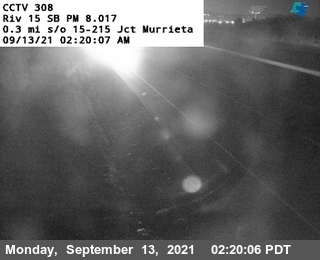 CCTV 308
Riv 15 SB PM 8.017
0.3 mi s/o 15-215 Jct Murrieta
09/13/21 02:20:07 AM
Monday, September 13, 2021 02:20:06 PDT